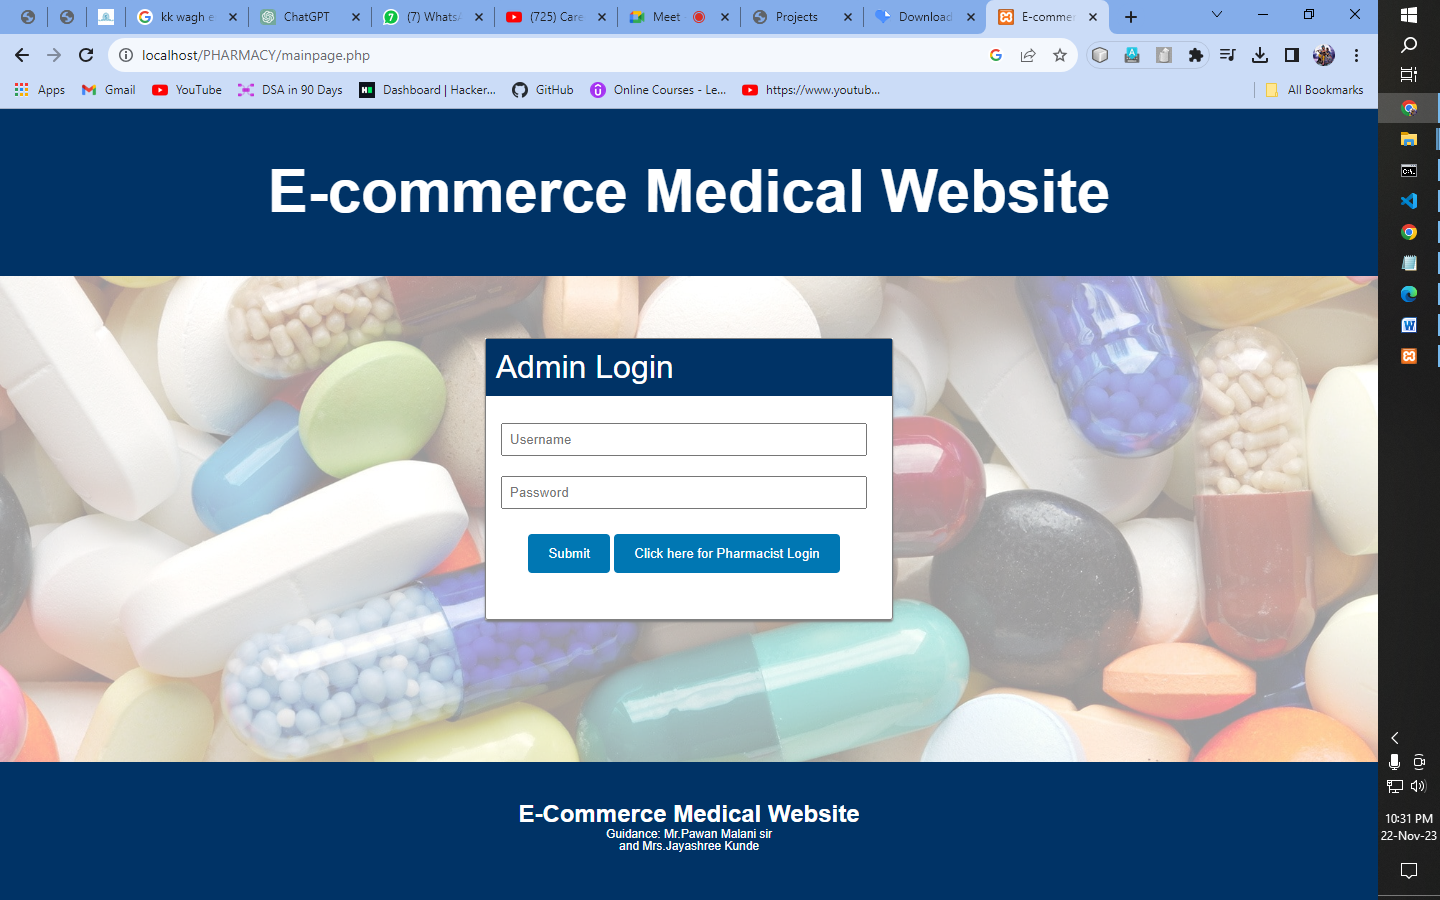 kk wagh e
ChatGPT
(7) WhatsA
(725) Care
Meet
Projects
Download
E-commer
localhost/PHARMACY/mainpage.php
Apps
Gmail
YouTube
DSA in 90 Days
Dashboard | Hacker...
GitHub
Online Courses - Le...
https://www.youtub...
All Bookmarks
E-commerce Medical Website
Admin Login
Username
Password
Submit
Click here for Pharmacist Login
E-Commerce Medical Website
Guidance: Mr.Pawan Malani sir
and Mrs.Jayashree Kunde
10:31 PM
22-Nov-23